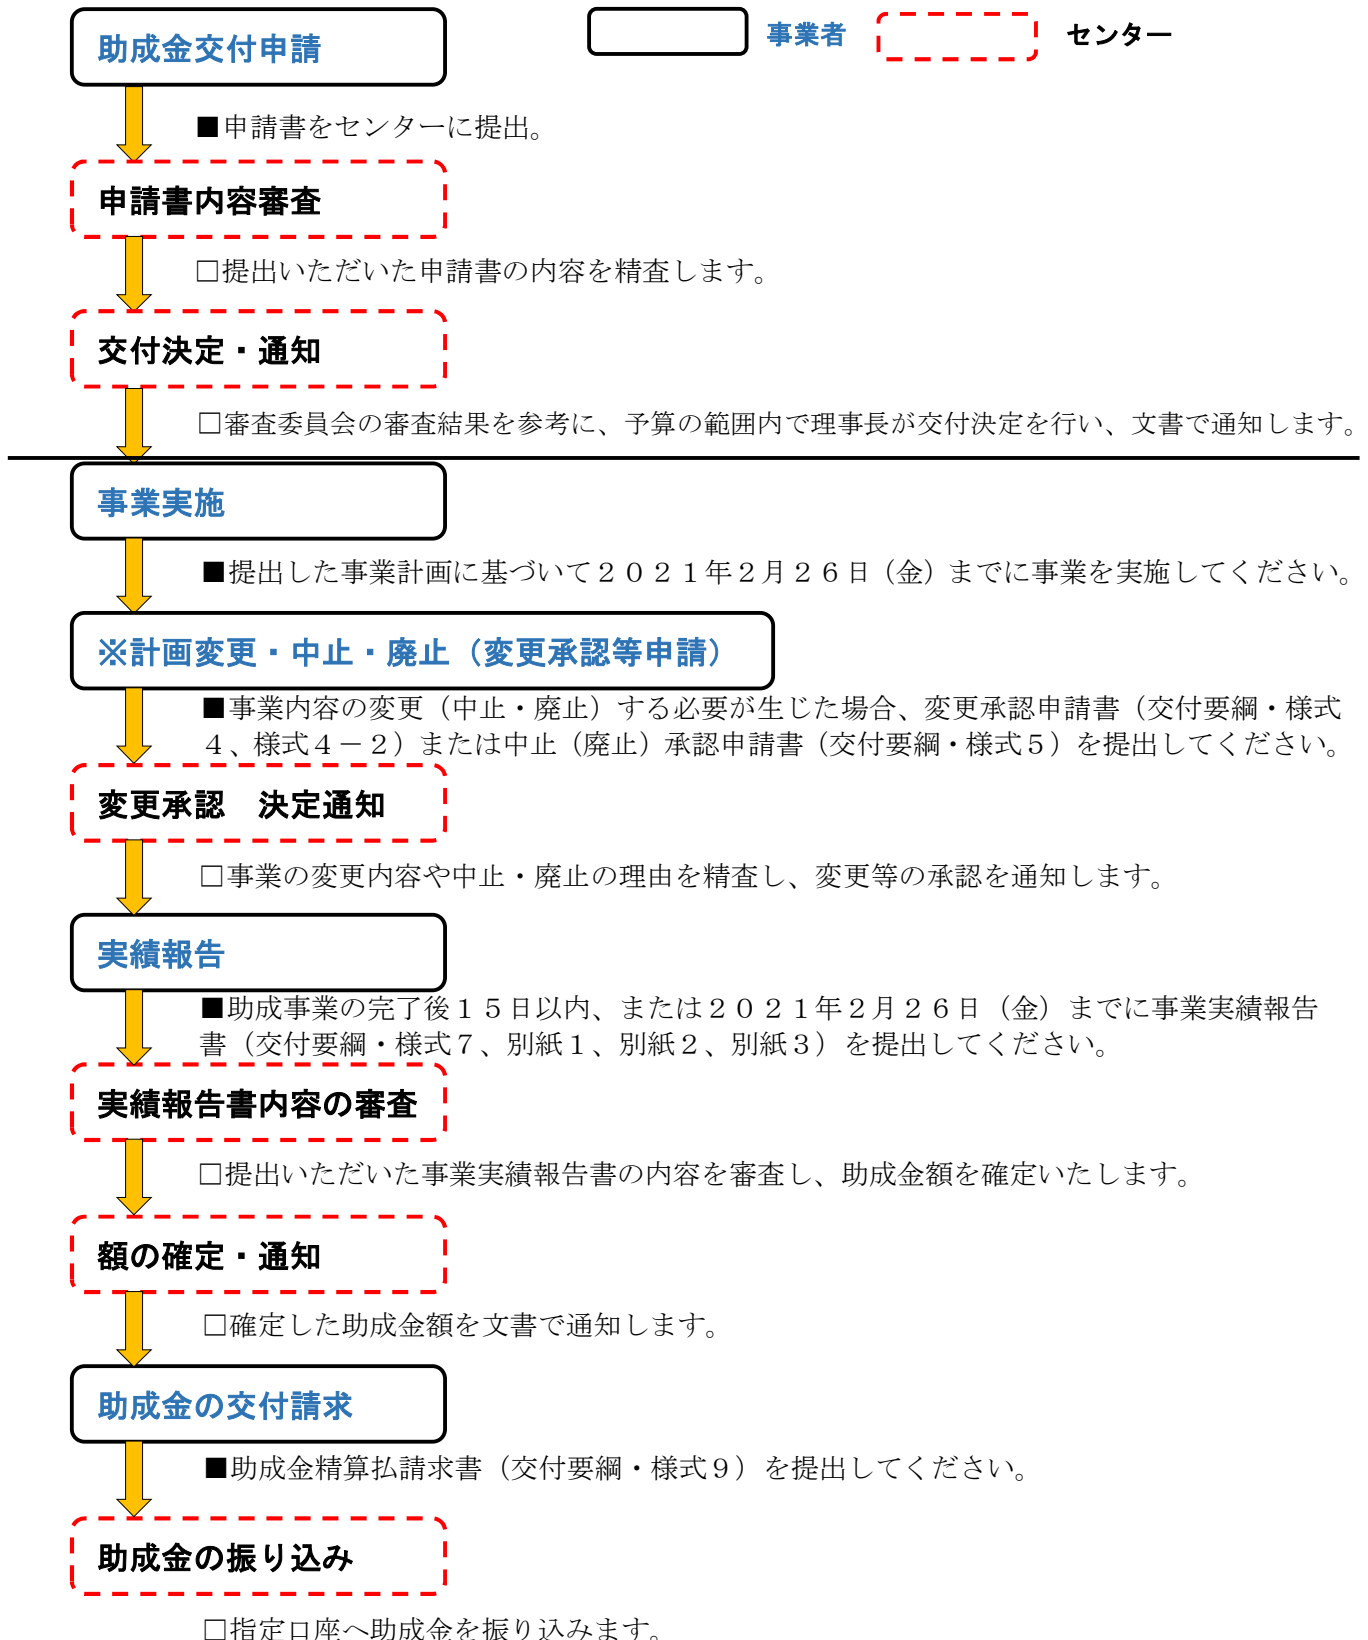 助成金交付申請
事業者
センター
■申請書をセンターに提出。
申請書内容審査
□提出いただいた申請書の内容を精査します。
交付決定・通知
□審査委員会の審査結果を参考に、予算の範囲内で理事長が交付決定を行い、文書で通知します。
事業実施
■提出した事業計画に基づいて２０２１年２月２６日（金）までに事業を実施してください。
※計画変更・中止・廃止（変更承認等申請）
■事業内容の変更（中止・廃止）する必要が生じた場合、変更承認申請書（交付要綱・様式
４、様式４－２）または中止（廃止）承認申請書（交付要綱・様式５）を提出してください。
変更承認　決定通知
□事業の変更内容や中止・廃止の理由を精査し、変更等の承認を通知します。
実績報告
■助成事業の完了後１５日以内、または２０２１年２月２６日（金）までに事業実績報告
書（交付要綱・様式７、別紙１、別紙２、別紙３）を提出してください。
実績報告書内容の審査
□提出いただいた事業実績報告書の内容を審査し、助成金額を確定いたします。
額の確定・通知
□確定した助成金額を文書で通知します。
助成金の交付請求
■助成金精算払請求書（交付要綱・様式９）を提出してください。
助成金の振り込み
□指定口座へ助成金を振り込みます。